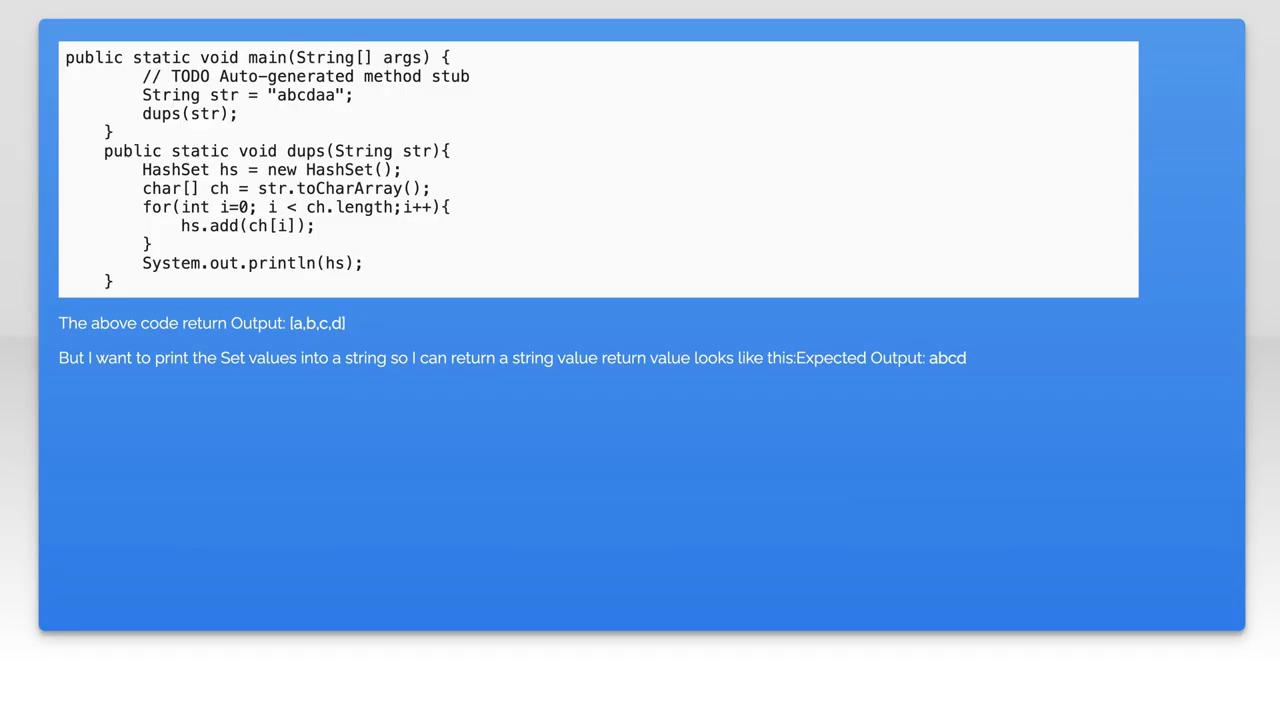 public static void main(String[] args) {
// TODO Auto-generated method stub
String str = "abcdaa";
dups(str);
}
public static void dups(String str){
HashSet hs = new HashSet();
char[] ch = str.toCharArray();
for(int i=0; i < ch.length;i++){
hs.add(ch[i]);
}
System.out.println(hs);
}
The above code return Output: [a,b,c,d]
But I want to print the Set values into a string so I can return a string value return value looks like this:Expected Output: abcd